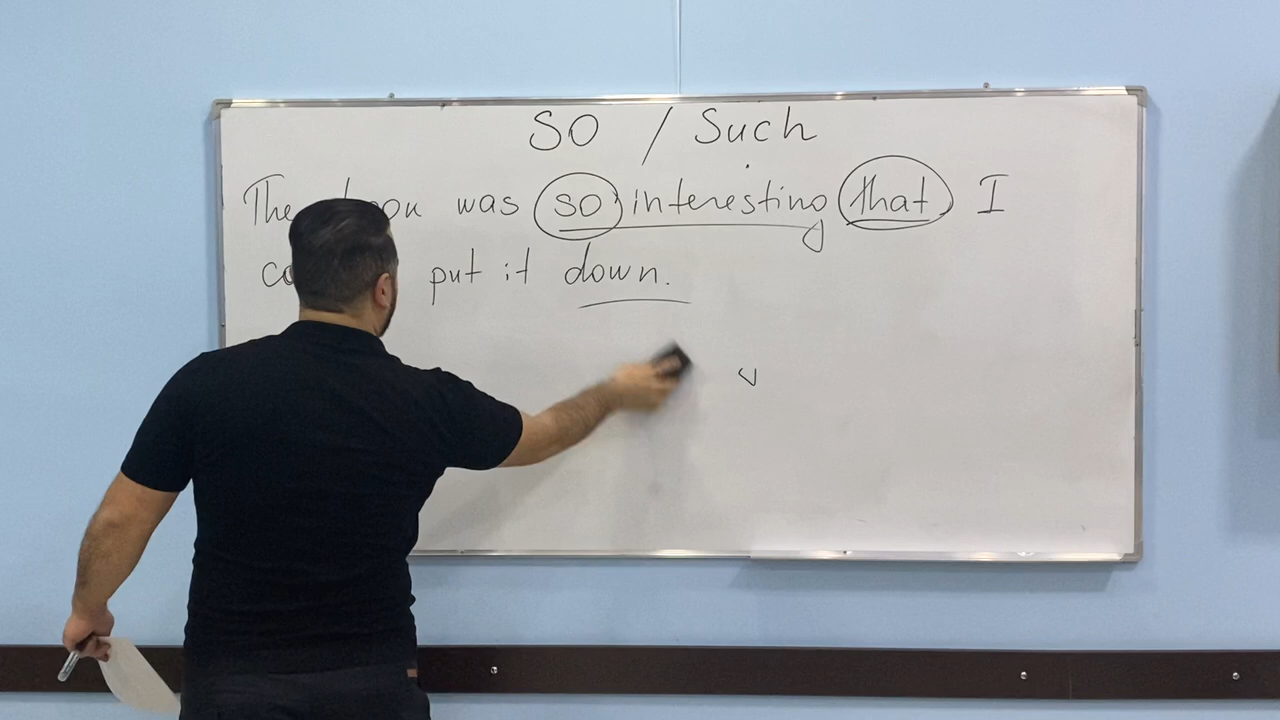 SO / Such
The was so interesting that I
put it down.